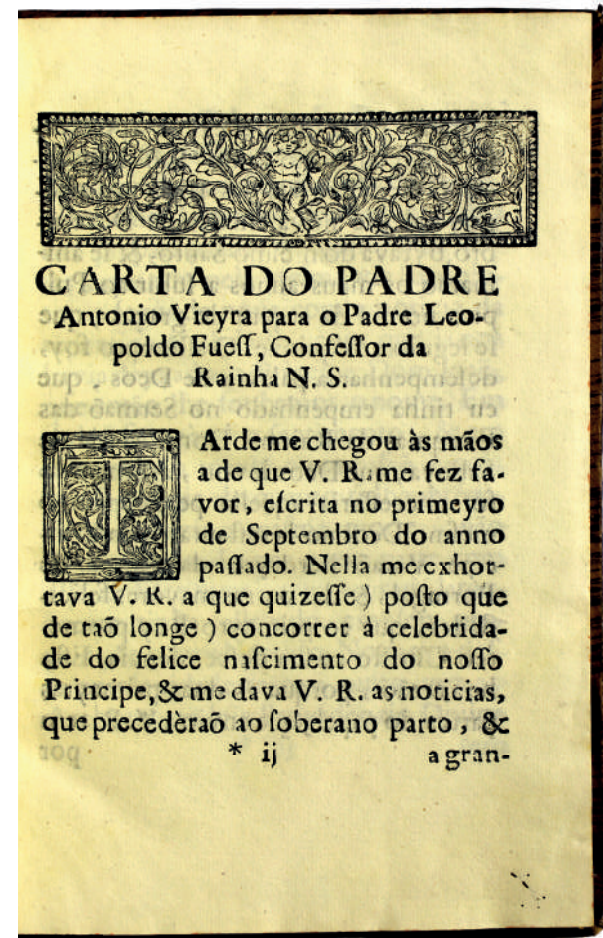 CARTA DO PADRE
Antonio Vieyra para o Padre Leo-
poldo Fueſſ, Confeſſor da
Rainha N. S.
TArde me chegou às mãos
a de que V. R. me fez fa-
vor, eſcrita no primeyro
de Septembro do anno
paſſado. Nella me exhor-
tava V. R. a que quizeſſe ) poſto que
de taõ longe ) concorrer à celebrida-
de do felice naſcimento do noſſo
Principe, & me dava V. R. as noticias,
que precedèraõ ao ſoberano parto, &
* ij a gran-